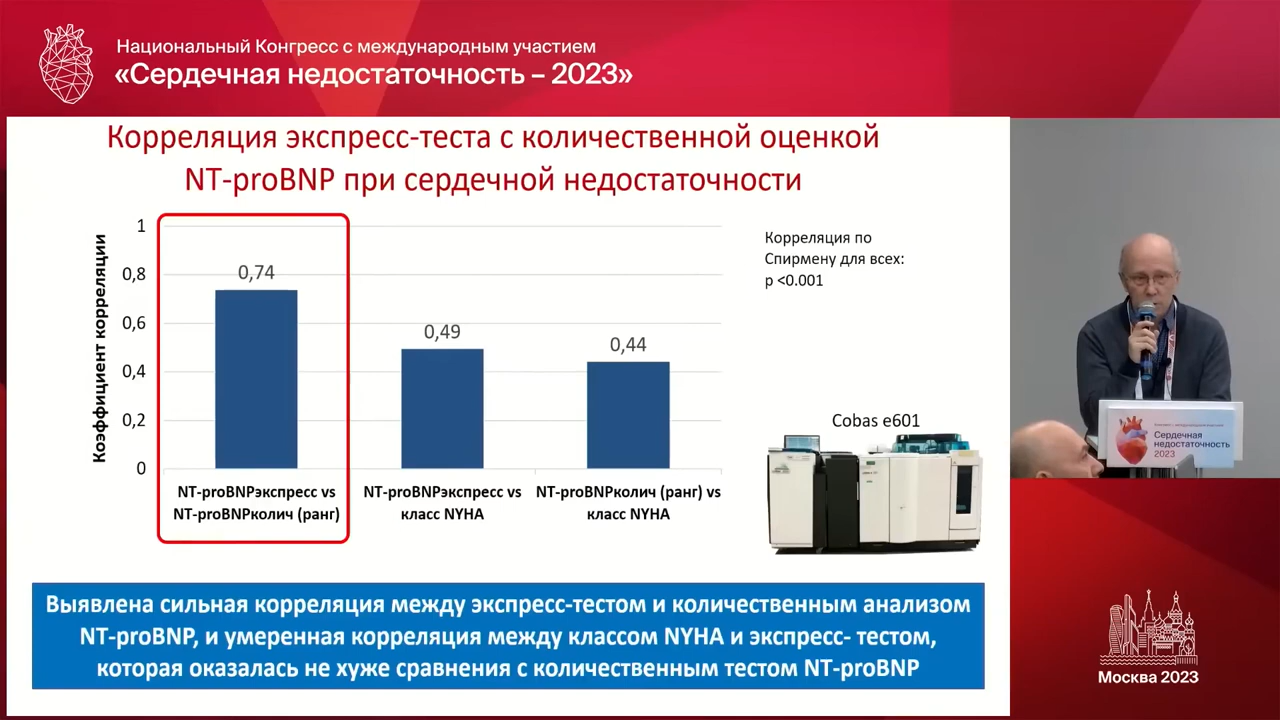 Национальный Конгресс с международным участием
«Сердечная недостаточность – 2023»
Корреляция экспресс-теста с количественной оценкой
NT-proBNP при сердечной недостаточности
Коэффициент корреляции
1
0,8
0,6
0,4
0,2
0
0,74
0,49
0,44
NT-proBNPэкспресс vs
NT-proBNPколич (ранг)
NT-proBNPэкспресс vs
класс NYHA
NT-proBNPколич (ранг) vs
класс NYHA
Корреляция по
Спирмену для всех:
p <0.001
Cobas e601
Выявлена сильная корреляция между экспресс-тестом и количественным анализом
NT-proBNP, и умеренная корреляция между классом NYHA и экспресс- тестом,
которая оказалась не хуже сравнения с количественным тестом NT-proBNP
Сердечная
недостаточность
2023
Москва 2023